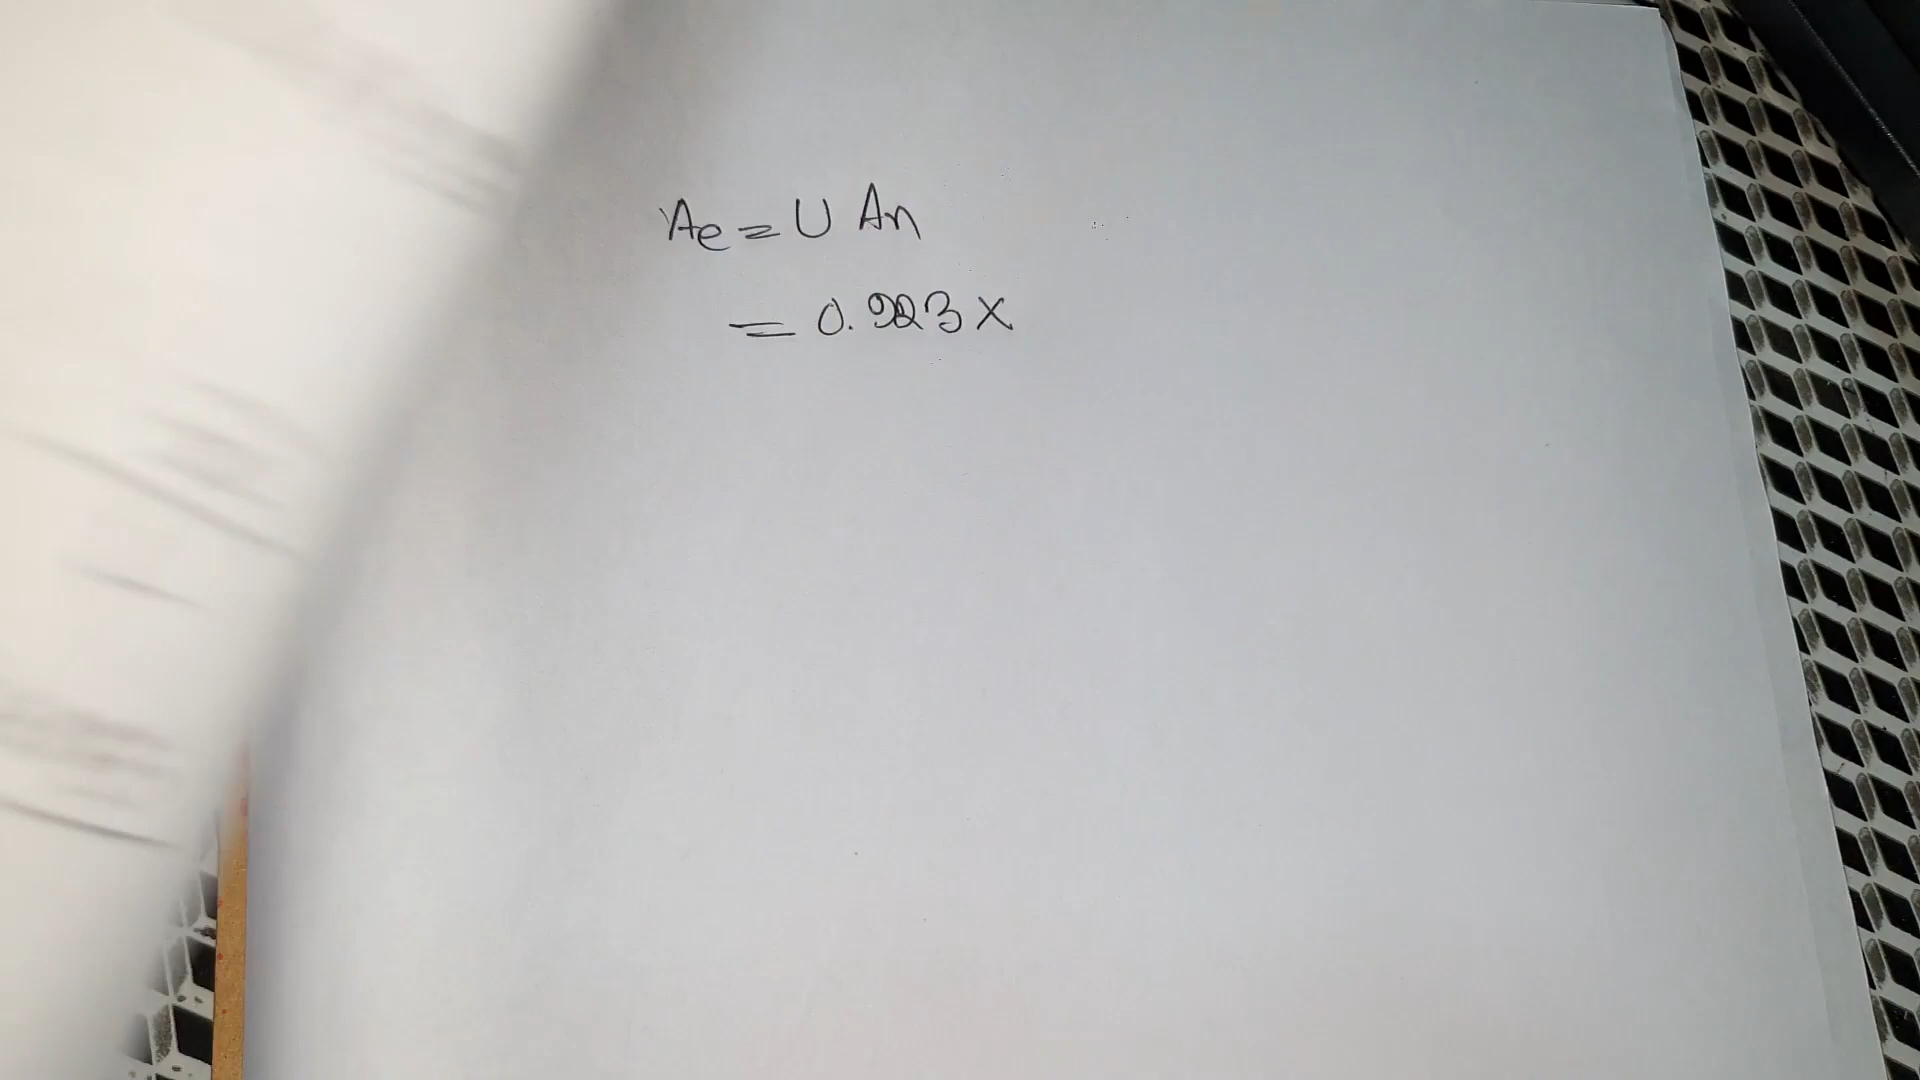 Ae = U An
= 0.923 x